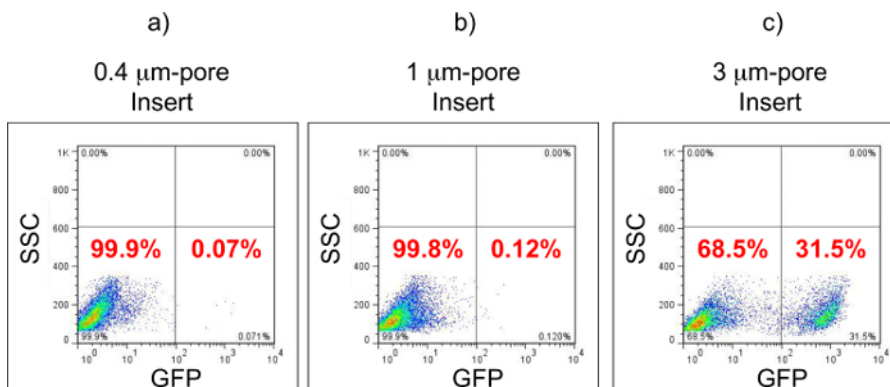 a) b) c)
0.4 μm-pore 1 μm-pore 3 μm-pore
Insert Insert Insert
1K 0.00% 0.00% 1K 0.00% 0.00% 1K 0.00% 0.00%
800 800 800
SSC SSC SSC
600 600 600
99.9% 0.07% 99.8% 0.12% 68.5% 31.5%
400 400 400
200 200 200
0 99.9% 0.071% 0 99.9% 0.120% 0 68.5% 31.5%
10^0 10^1 10^2 10^3 10^4 10^0 10^1 10^2 10^3 10^4 10^0 10^1 10^2 10^3 10^4
GFP GFP GFP